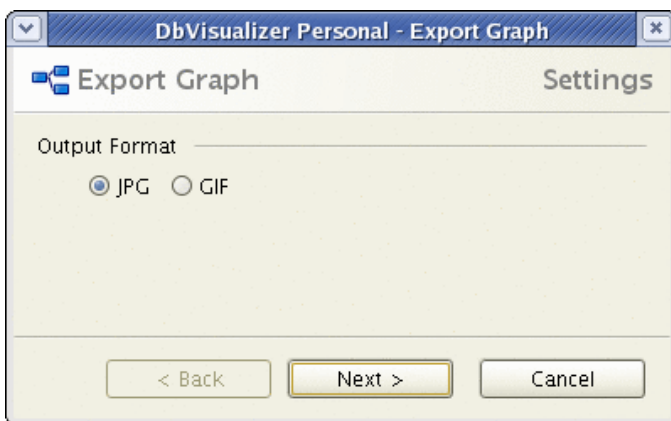 DbVisualizer Personal - Export Graph
Export Graph Settings
Output Format
JPG GIF
< Back Next > Cancel